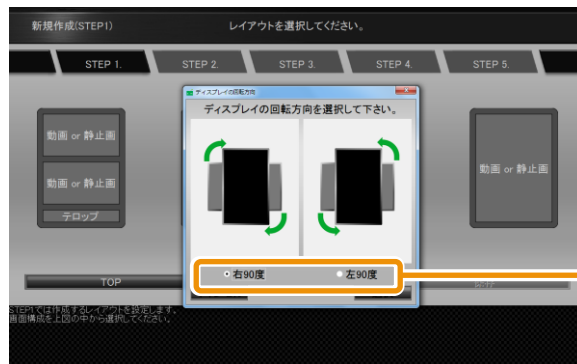 新規作成(STEP1)
レイアウトを選択してください。
STEP 1.
STEP 2.
STEP 3.
STEP 4.
STEP 5.
ディスプレイの回転方向
ディスプレイの回転方向を選択して下さい。
動画 or 静止画
動画 or 静止画
テロップ
動画 or 静止画
右90度
左90度
TOP
STEP1では作成するレイアウトを設定します。
画面構成を上図の中から選択してください。